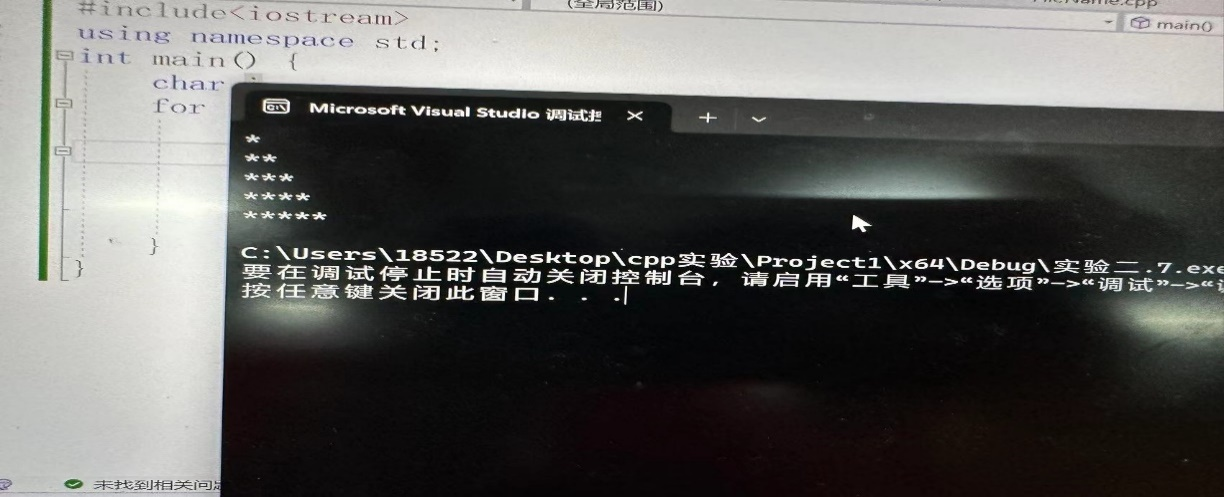 (全局范围)
main()
#include<iostream>
using namespace std;
int main() {
char
for
}
}
Microsoft Visual Studio 调试
*
**
***
****
*****
C:\Users\18522\Desktop\cpp实验\Project1\x64\Debug\实验二.7.exe
要在调试停止时自动关闭控制台，请启用“工具”->“选项”->“调试”->“
按任意键关闭此窗口. . .
未找到相关问